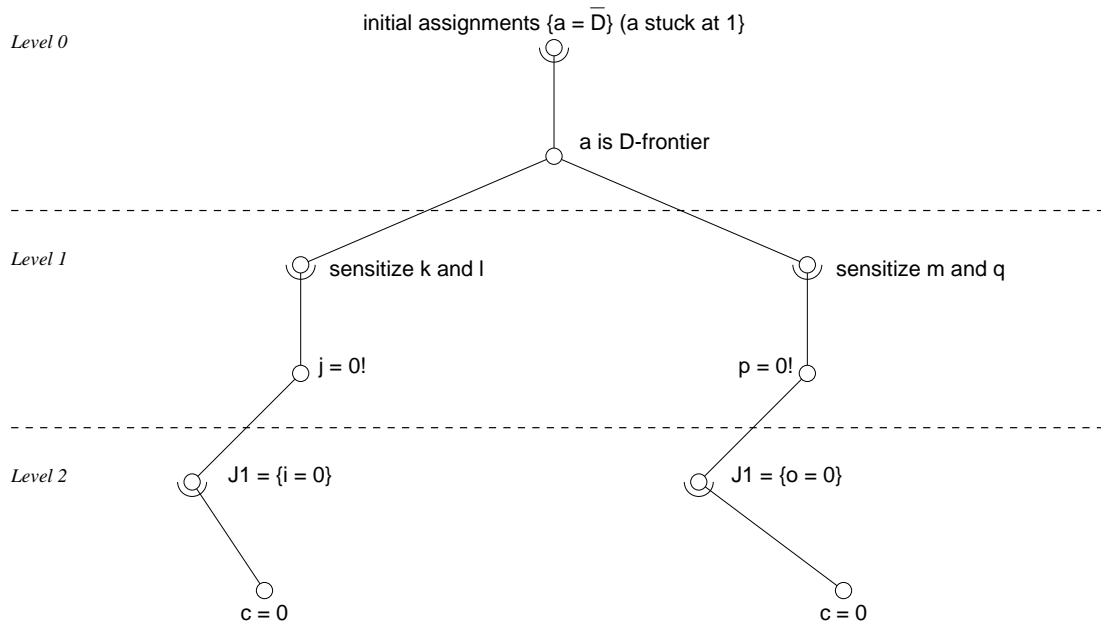 initial assignments {a = D̅} (a stuck at 1}
Level 0
a is D-frontier
Level 1
sensitize k and l
sensitize m and q
j = 0!
p = 0!
Level 2
J1 = {i = 0}
J1 = {o = 0}
c = 0
c = 0